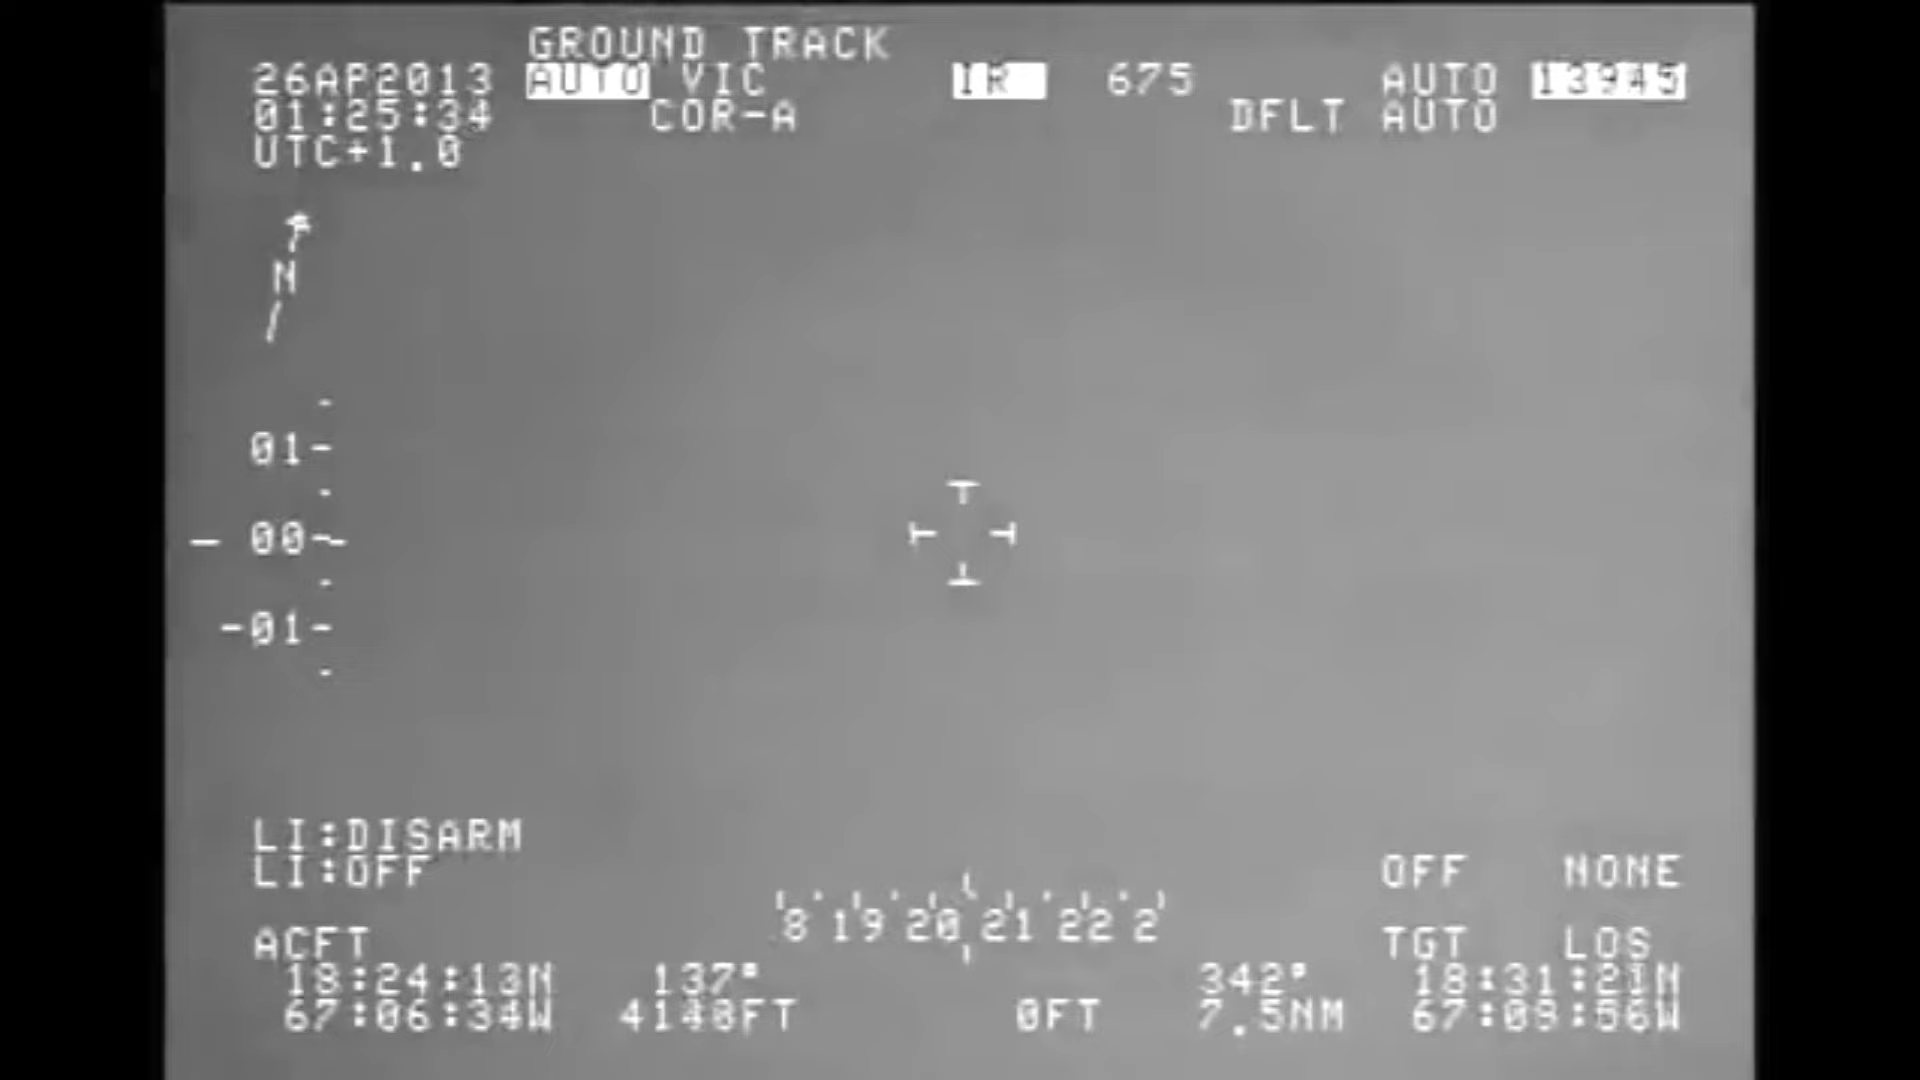 GROUND TRACK
26AP2013 AUTO VIC IR 675 AUTO 13945
01:25:34 COR-A DFLT AUTO
UTC+1.0
N
01-
- 00--
-01-
LI:DISARM
LI:OFF OFF NONE
8 19 20 21 22 2
ACFT TGT LOS
18:24:13N 137° 342° 18:31:21N
67:06:34W 4148FT 0FT 7.5NM 67:09:56W